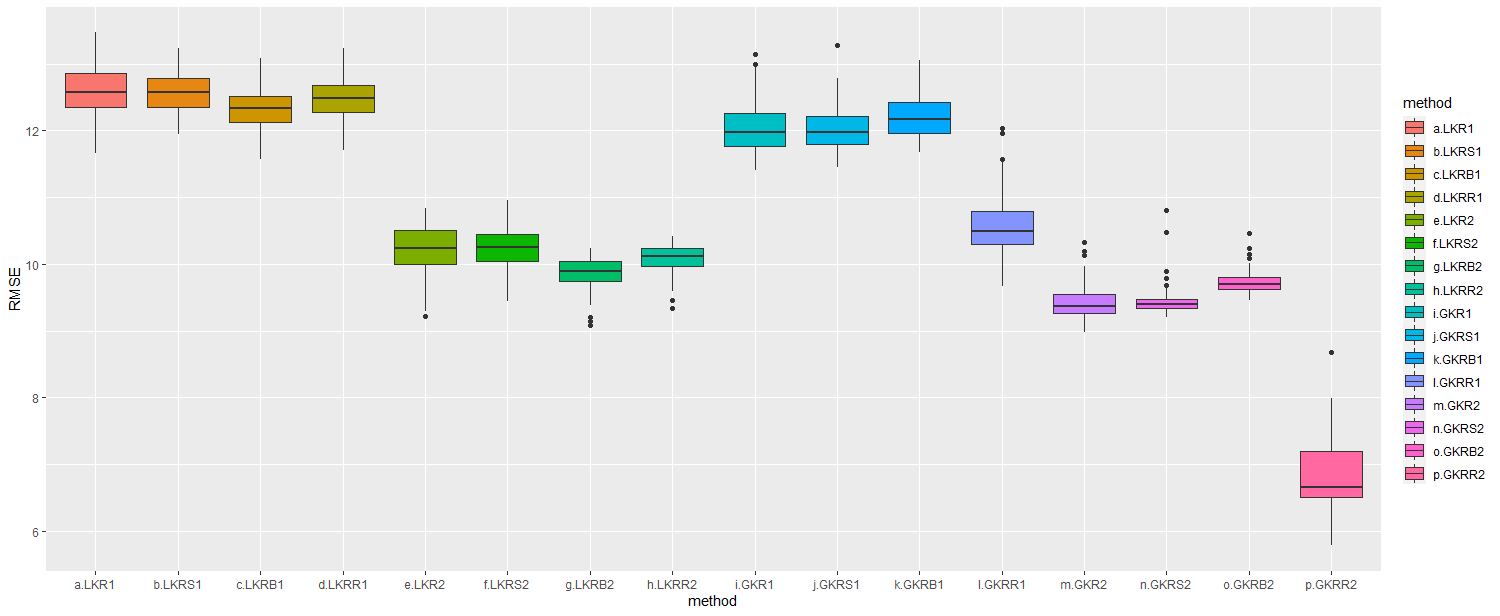 RMSE
12
10
8
6
a.LKR1 b.LKRS1 c.LKRB1 d.LKRR1 e.LKR2 f.LKRS2 g.LKRB2 h.LKRR2 i.GKR1 j.GKRS1 k.GKRB1 l.GKRR1 m.GKR2 n.GKRS2 o.GKRB2 p.GKRR2
method
method
a.LKR1
b.LKRS1
c.LKRB1
d.LKRR1
e.LKR2
f.LKRS2
g.LKRB2
h.LKRR2
i.GKR1
j.GKRS1
k.GKRB1
l.GKRR1
m.GKR2
n.GKRS2
o.GKRB2
p.GKRR2